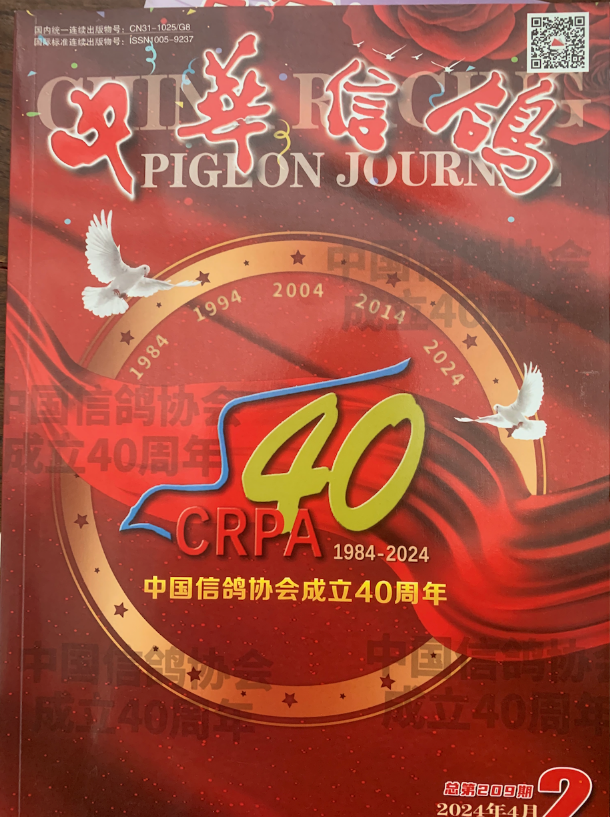 国内统一连续出版物号：CN31-1025/G8
国际标准连续出版物号：ISSN1005-9237
CHINA RACING
中华信鸽
PIGEON JOURNAL
1984 1994 2004 2014 2024
中国信鸽协会
成立40周年
中国信鸽协会
成立40周年
40
CRPA
1984-2024
中国信鸽协会成立40周年
中国信鸽协会
成立40周年
中国信鸽协会
成立40周年
总第209期
2024年4月
2